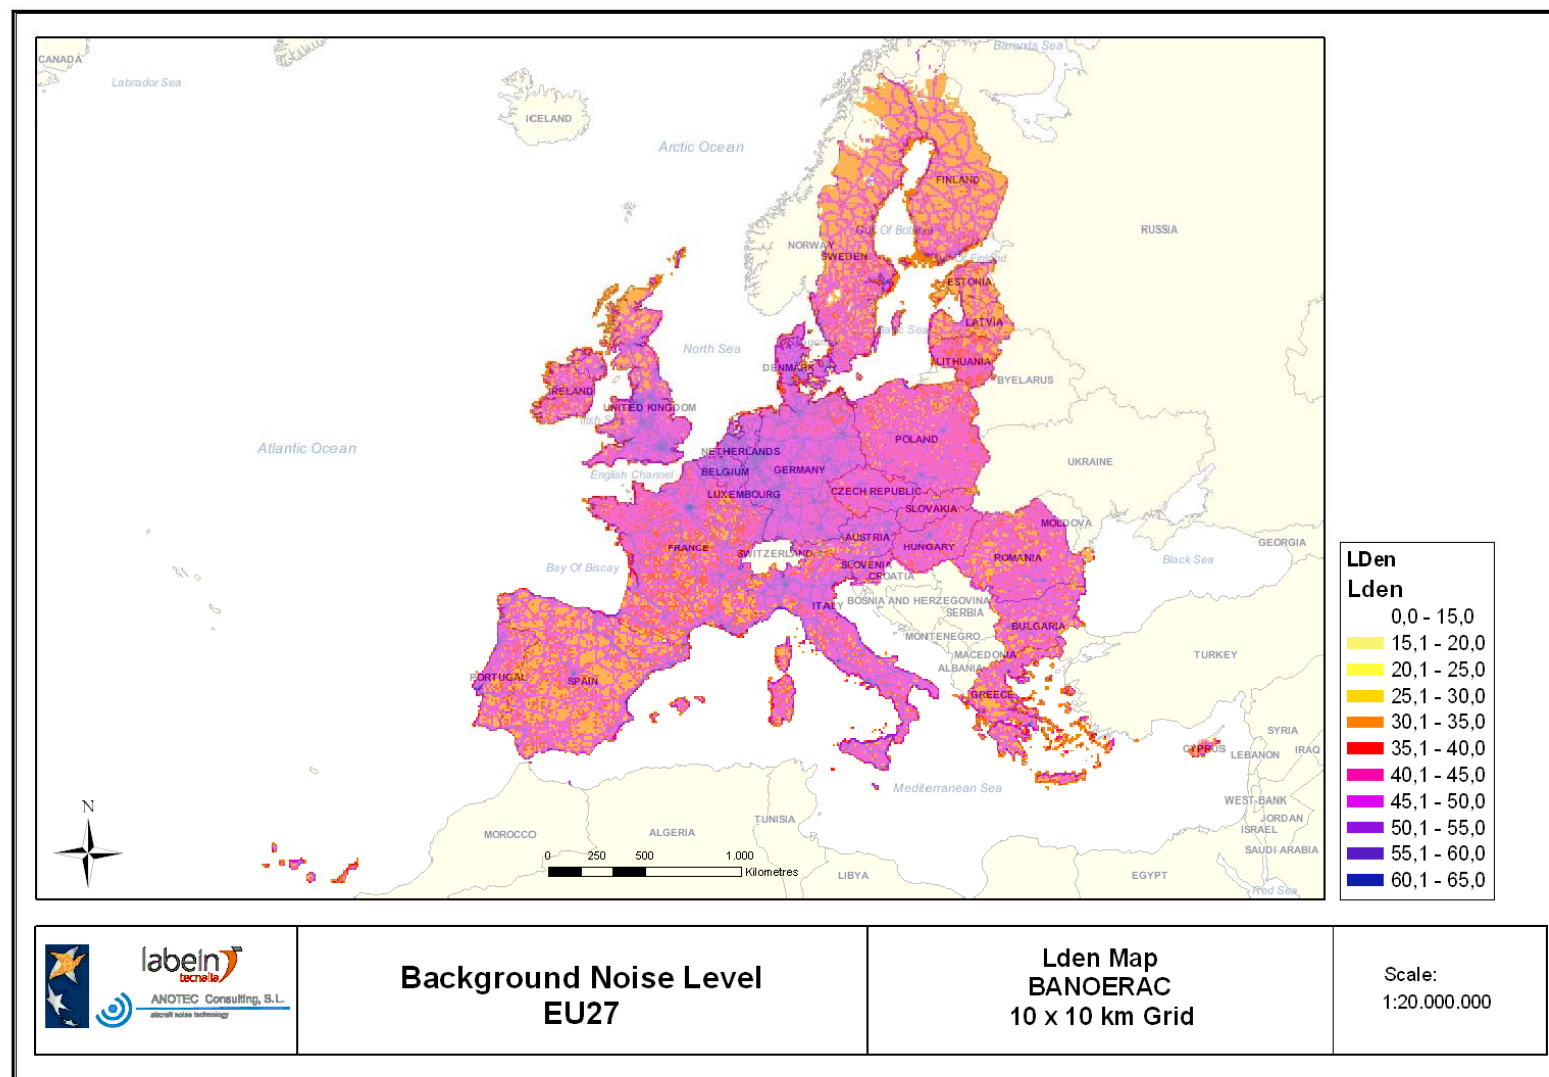 CANADA
Labrador Sea
ICELAND
Arctic Ocean
Barents Sea
RUSSIA
NORWAY
SWEDEN
FINLAND
Gulf Of
ESTONIA
LATVIA
LITHUANIA
BYELARUS
North Sea
DENMARK
IRELAND
UNITED KINGDOM
Atlantic Ocean
English Channel
NETHERLANDS
BELGIUM
LUXEMBOURG
GERMANY
POLAND
CZECH REPUBLIC
SLOVAKIA
UKRAINE
MOLDOVA
AUSTRIA
HUNGARY
ROMANIA
FRANCE
SWITZERLAND
SLOVENIA
CROATIA
Bay Of Biscay
ITALY
BOSNIA AND HERZEGOVINA
SERBIA
MONTENEGRO
BULGARIA
MACEDONIA
ALBANIA
Black Sea
GEORGIA
TURKEY
PORTUGAL
SPAIN
GREECE
CYPRUS
SYRIA
LEBANON
IRAQ
Mediterranean Sea
WEST-BANK
JORDAN
ISRAEL
SAUDI-ARABIA
MOROCCO
ALGERIA
TUNISIA
LIBYA
EGYPT
Red Sea
N
0 250 500 1.000
Kilometres
LDen
Lden
0,0 - 15,0
15,1 - 20,0
20,1 - 25,0
25,1 - 30,0
30,1 - 35,0
35,1 - 40,0
40,1 - 45,0
45,1 - 50,0
50,1 - 55,0
55,1 - 60,0
60,1 - 65,0
labein
tecnalia
ANOTEC Consulting, S.L.
aircraft noise technology
Background Noise Level
EU27
Lden Map
BANOERAC
10 x 10 km Grid
Scale:
1:20.000.000